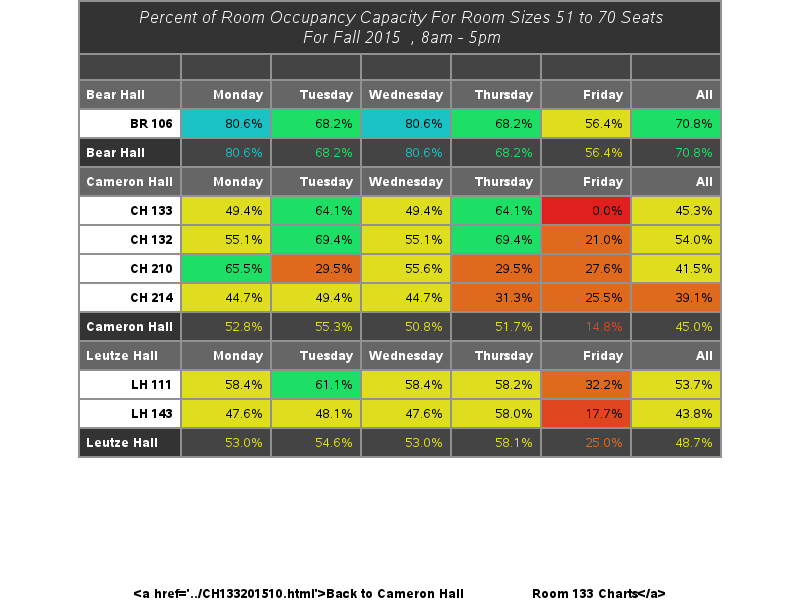 Percent of Room Occupancy Capacity For Room Sizes 51 to 70 Seats
For Fall 2015 , 8am - 5pm
Bear Hall Monday Tuesday Wednesday Thursday Friday All
BR 106 80.6% 68.2% 80.6% 68.2% 56.4% 70.8%
Bear Hall 80.6% 68.2% 80.6% 68.2% 56.4% 70.8%
Cameron Hall Monday Tuesday Wednesday Thursday Friday All
CH 133 49.4% 64.1% 49.4% 64.1% 0.0% 45.3%
CH 132 55.1% 69.4% 55.1% 69.4% 21.0% 54.0%
CH 210 65.5% 29.5% 55.6% 29.5% 27.6% 41.5%
CH 214 44.7% 49.4% 44.7% 31.3% 25.5% 39.1%
Cameron Hall 52.8% 55.3% 50.8% 51.7% 14.8% 45.0%
Leutze Hall Monday Tuesday Wednesday Thursday Friday All
LH 111 58.4% 61.1% 58.4% 58.2% 32.2% 53.7%
LH 143 47.6% 48.1% 47.6% 58.0% 17.7% 43.8%
Leutze Hall 53.0% 54.6% 53.0% 58.1% 25.0% 48.7%
<a href='../CH133201510.html'>Back to Cameron Hall Room 133 Charts</a>